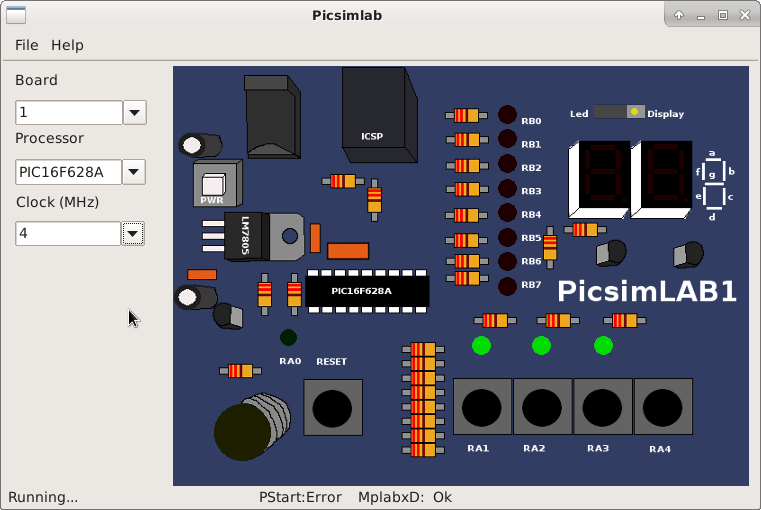 Picsimlab
File Help
Board
1
Processor
PIC16F628A
Clock (MHz)
4
ICSP
PWR
LM7805
PIC16F628A
RA0 RESET
RB0
RB1
RB2
RB3
RB4
RB5
RB6
RB7
Led Display
a
f g b
e c
d
PicsimLAB1
RA1 RA2 RA3 RA4
Running... PStart:Error MplabxD: Ok